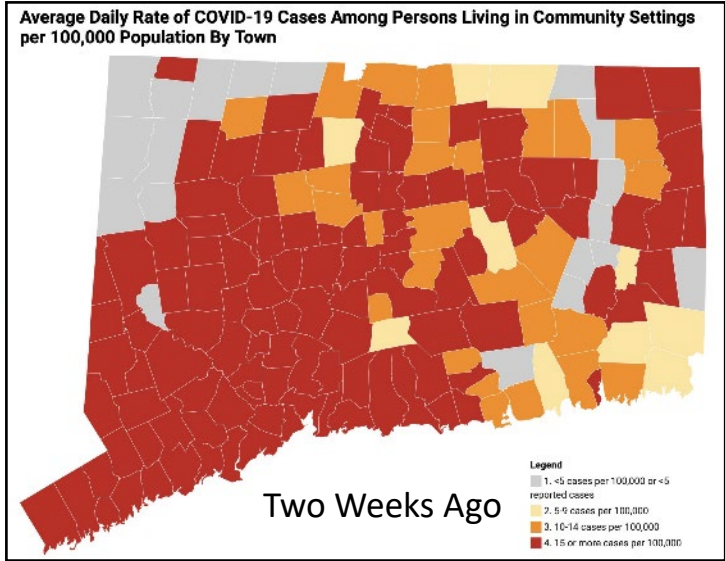 Average Daily Rate of COVID-19 Cases Among Persons Living in Community Settings
per 100,000 Population By Town
Two Weeks Ago
Legend
1. <5 cases per 100,000 or <5
reported cases
2. 5-9 cases per 100,000
3. 10-14 cases per 100,000
4. 15 or more cases per 100,000